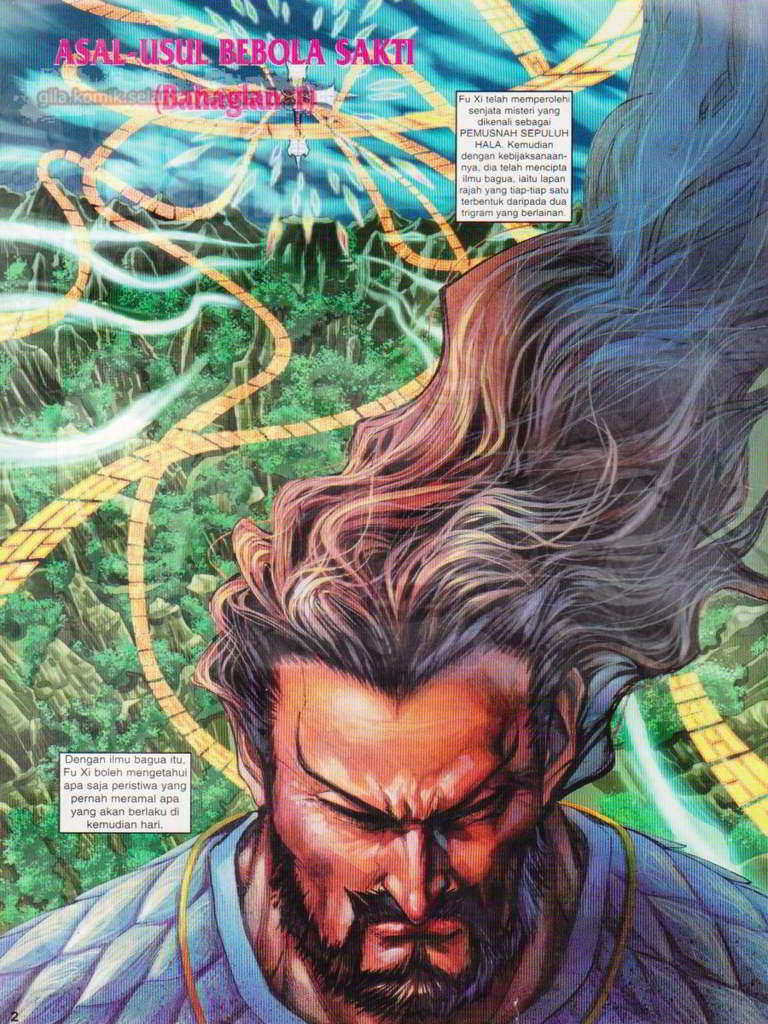 ASAL-USUL BEBOLA SAKTI
(Bahagian 1)
gila.komik.sel
Fu Xi telah memperolehi
senjata misteri yang
dikenali sebagai
PEMUSNAH SEPULUH
HALA. Kemudian
dengan kebijaksanaan-
nya, dia telah mencipta
ilmu bagua, iaitu lapan
rajah yang tiap-tiap satu
terbentuk daripada dua
trigram yang berlainan.
Dengan ilmu bagua itu,
Fu Xi boleh mengetahui
apa saja peristiwa yang
pernah meramal apa
yang akan berlaku di
kemudian hari.
2